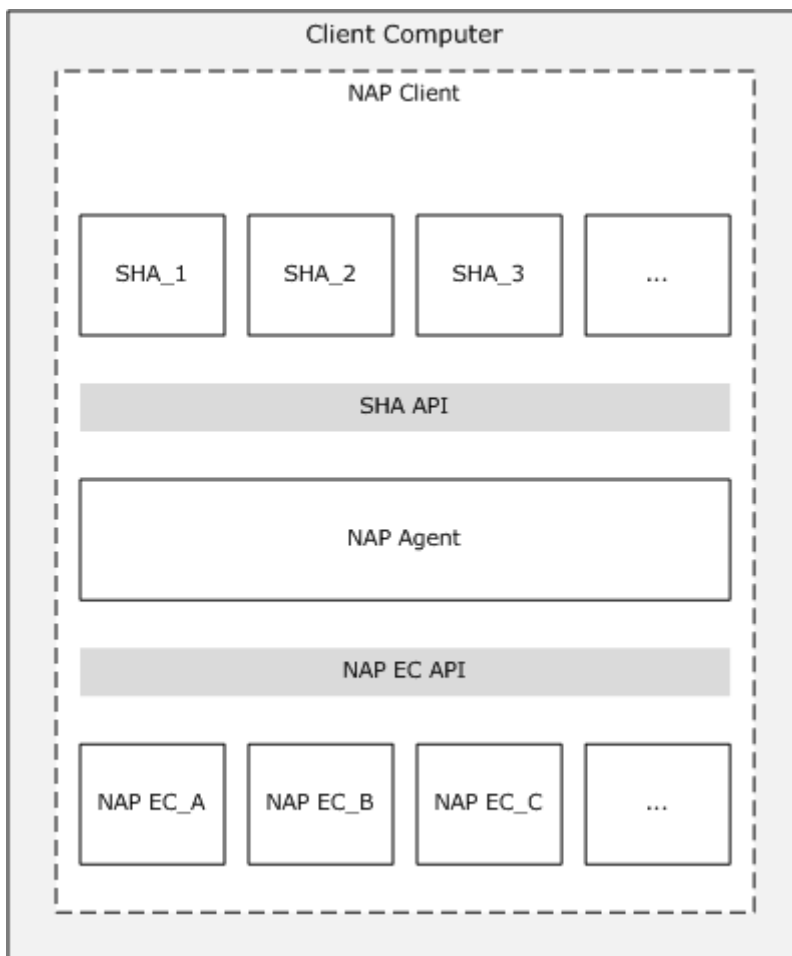 Client Computer
NAP Client
SHA_1 SHA_2 SHA_3 ...
SHA API
NAP Agent
NAP EC API
NAP EC_A NAP EC_B NAP EC_C ...